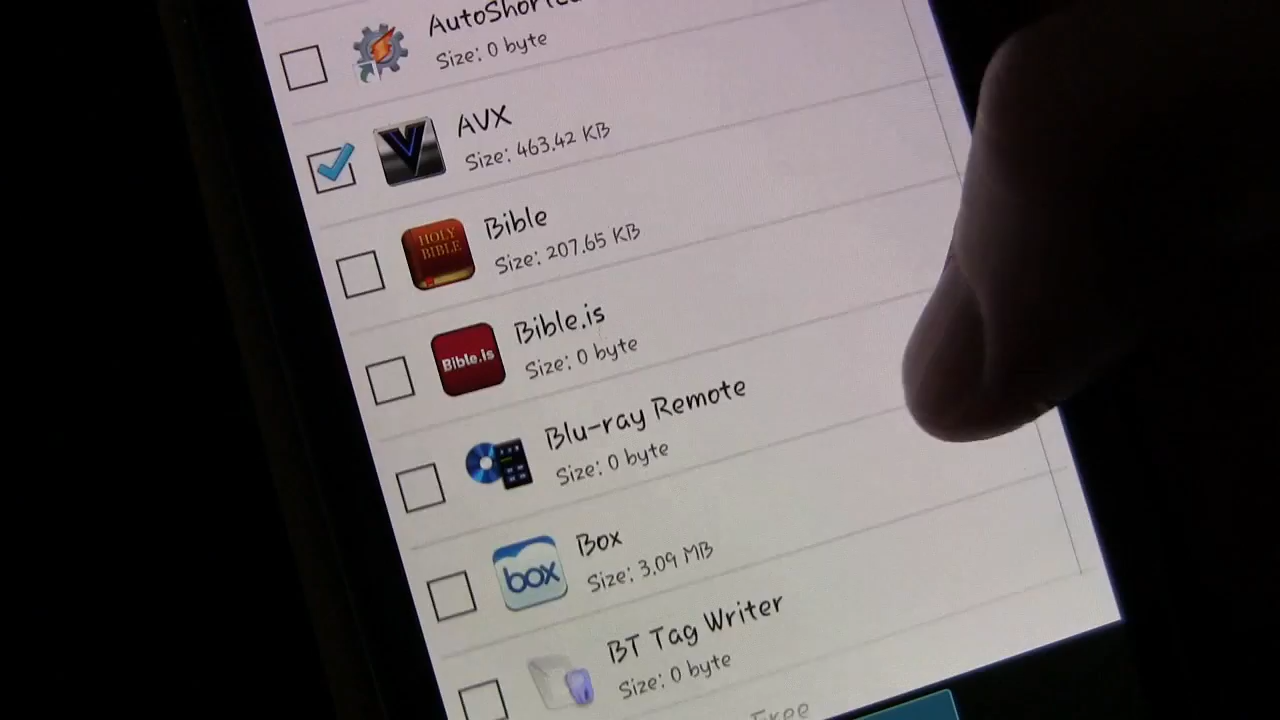 Size: 0 byte
AVX
Size: 463.42 KB
HOLY
BIBLE
Bible
Size: 207.65 KB
Bible.is
Bible.is
Size: 0 byte
Blu-ray Remote
Size: 0 byte
box
Box
Size: 3.09 MB
BT Tag Writer
Size: 0 byte
Free